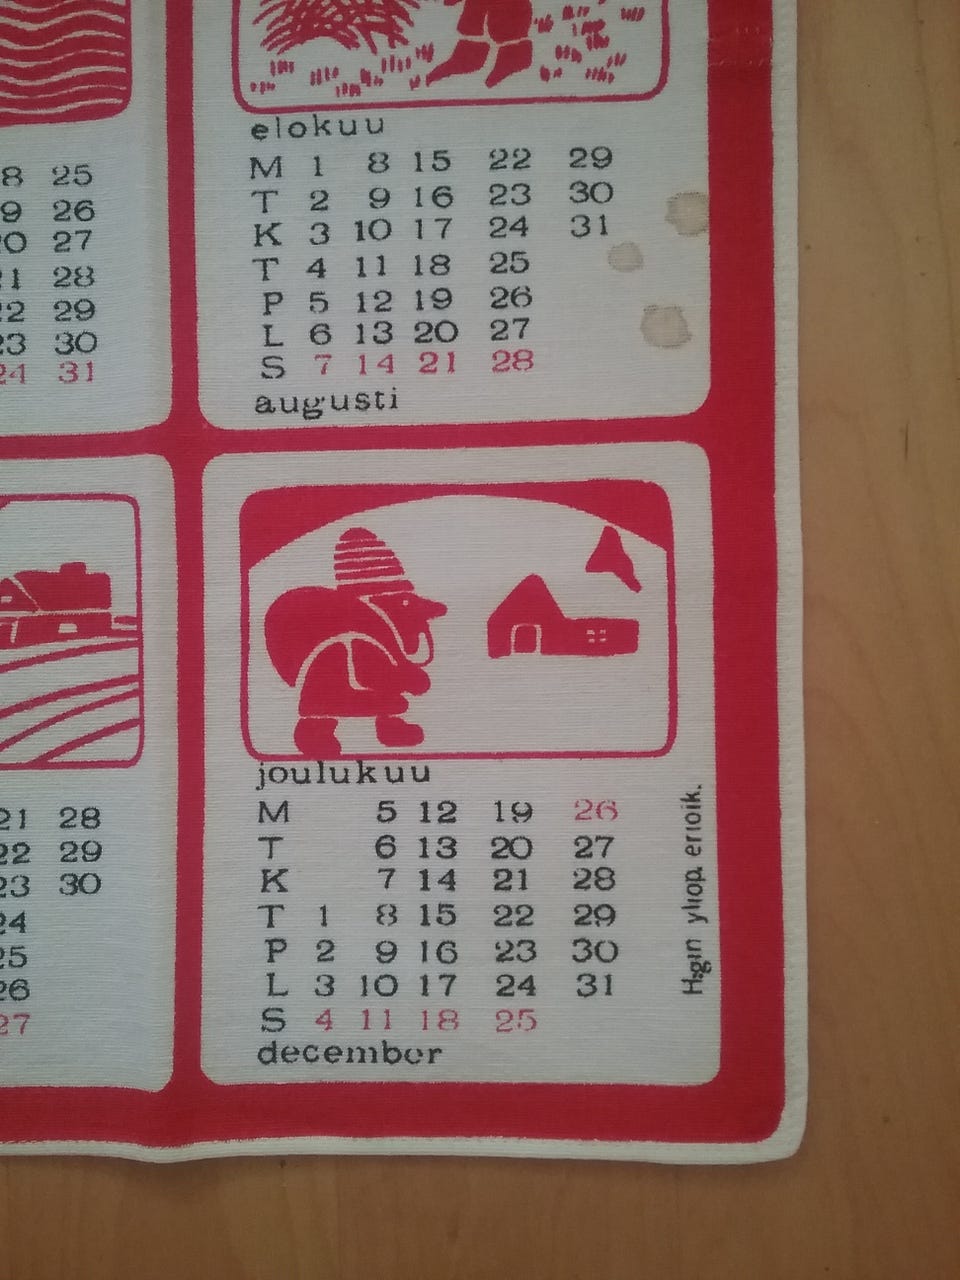 elokuu
M 1 8 15 22 29
T 2 9 16 23 30
K 3 10 17 24 31
T 4 11 18 25
P 5 12 19 26
L 6 13 20 27
S 7 14 21 28
augusti
8 25
9 26
0 27
1 28
2 29
23 30
24 31
joulukuu
M 5 12 19 26
T 6 13 20 27
K 7 14 21 28
T 1 8 15 22 29
P 2 9 16 23 30
L 3 10 17 24 31
S 4 11 18 25
december
21 28
22 29
23 30
24
25
26
27
H:gin yliop. erioik.